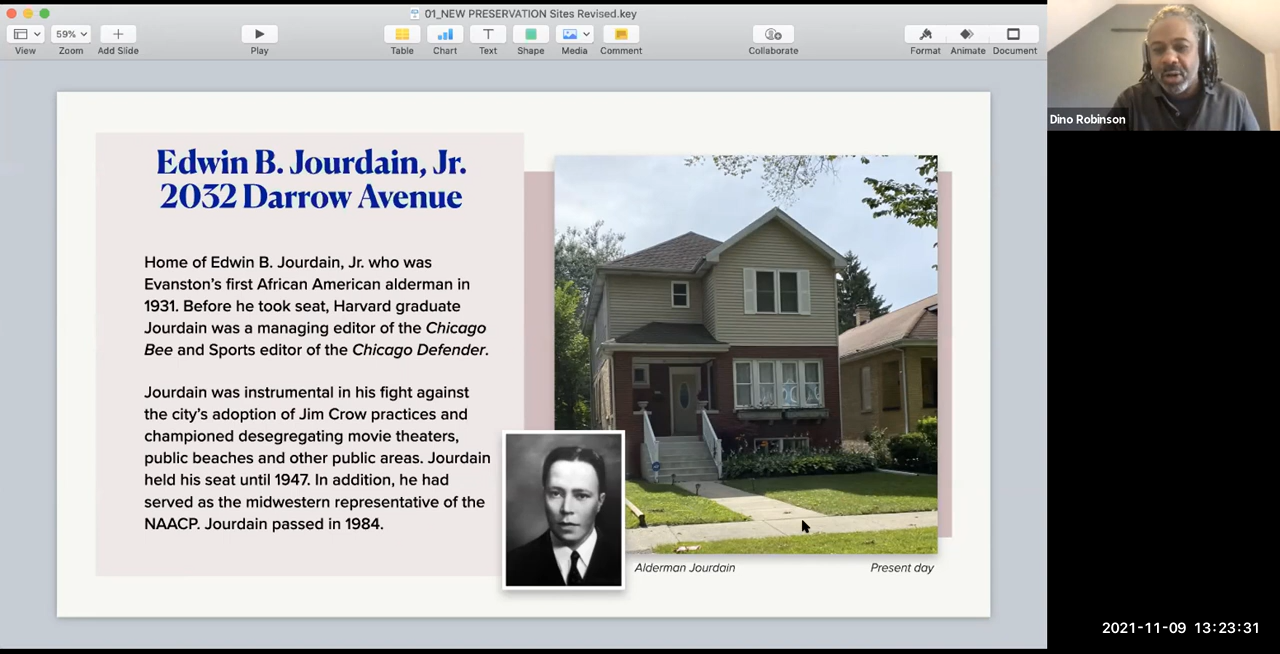 01_NEW PRESERVATION Sites Revised.key
59%
View
Zoom
Add Slide
Play
Table
Chart
Text
Shape
Media
Comment
Collaborate
Format
Animate
Document
Dino Robinson
Edwin B. Jourdain, Jr.
2032 Darrow Avenue
Home of Edwin B. Jourdain, Jr. who was
Evanston's first African American alderman in
1931. Before he took seat, Harvard graduate
Jourdain was a managing editor of the Chicago
Bee and Sports editor of the Chicago Defender.
Jourdain was instrumental in his fight against
the city's adoption of Jim Crow practices and
championed desegregating movie theaters,
public beaches and other public areas. Jourdain
held his seat until 1947. In addition, he had
served as the midwestern representative of the
NAACP. Jourdain passed in 1984.
Alderman Jourdain
Present day
2021-11-09 13:23:31